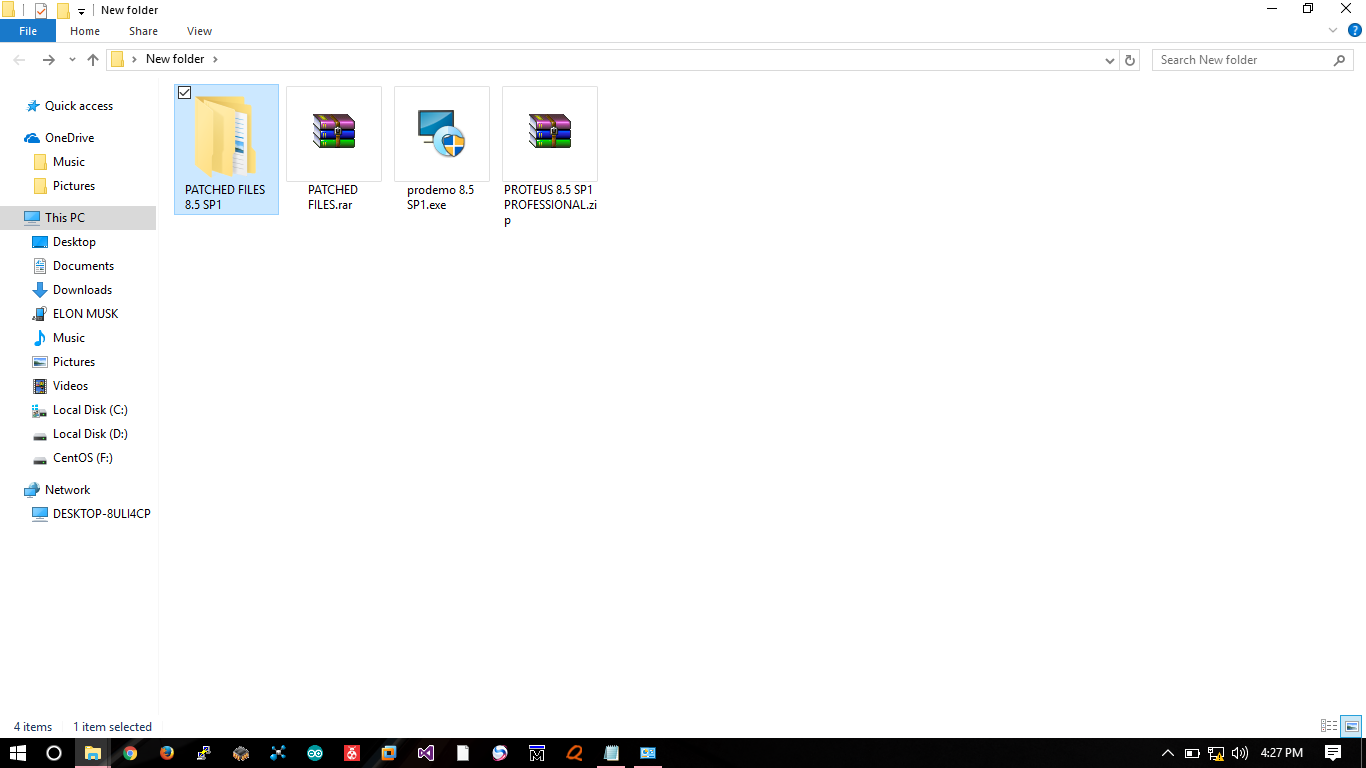 New folder
File Home Share View
New folder
Search New folder
Quick access
OneDrive
Music
Pictures
This PC
Desktop
Documents
Downloads
ELON MUSK
Music
Pictures
Videos
Local Disk (C:)
Local Disk (D:)
CentOS (F:)
Network
DESKTOP-8ULI4CP
PATCHED FILES
8.5 SP1
PATCHED
FILES.rar
prodemo 8.5
SP1.exe
PROTEUS 8.5 SP1
PROFESSIONAL.zi
p
4 items 1 item selected
4:27 PM